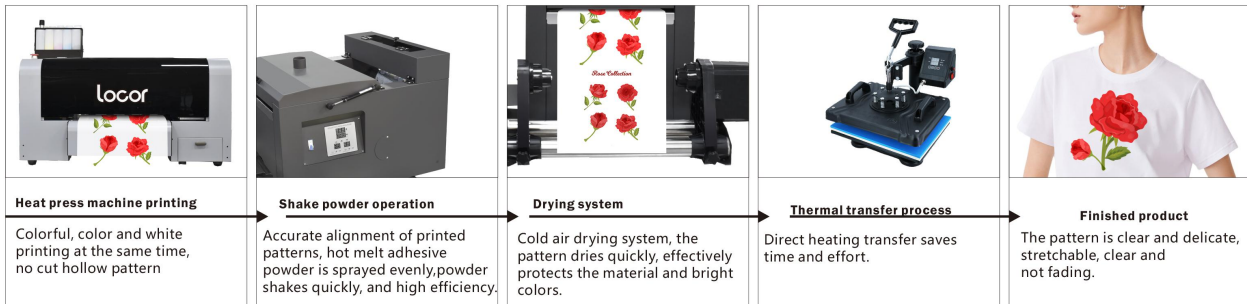 Locor
Rose Collection
Heat press machine printing
Colorful, color and white
printing at the same time,
no cut hollow pattern
Shake powder operation
Accurate alignment of printed
patterns, hot melt adhesive
powder is sprayed evenly,powder
shakes quickly, and high efficiency.
Drying system
Cold air drying system, the
pattern dries quickly, effectively
protects the material and bright
colors.
Thermal transfer process
Direct heating transfer saves
time and effort.
Finished product
The pattern is clear and delicate,
stretchable, clear and
not fading.